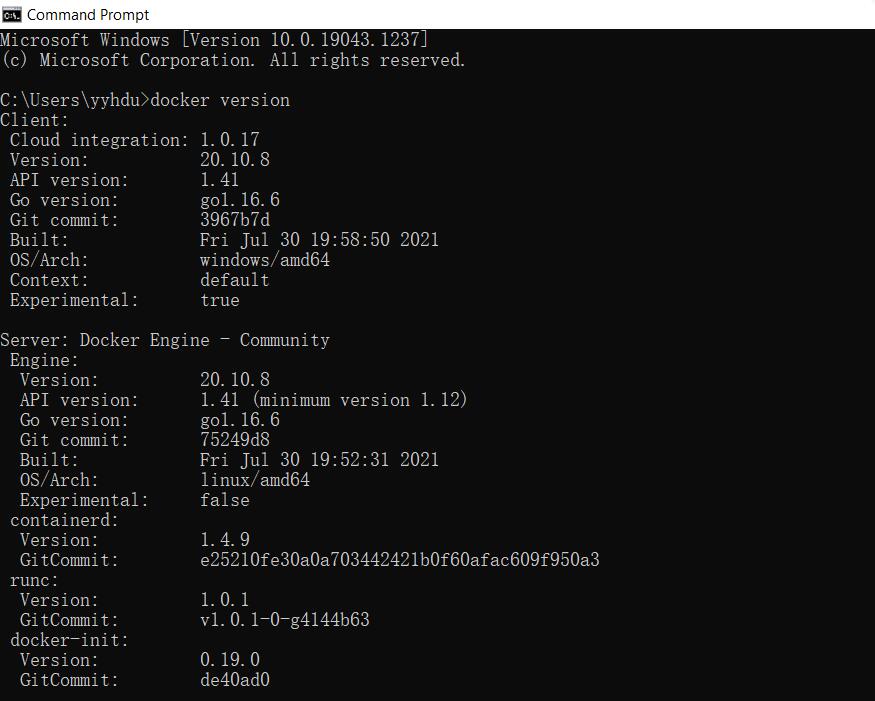 Command Prompt
Microsoft Windows [Version 10.0.19043.1237]
(c) Microsoft Corporation. All rights reserved.
C:\Users\yyhdu>docker version
Client:
Cloud integration: 1.0.17
Version: 20.10.8
API version: 1.41
Go version: go1.16.6
Git commit: 3967b7d
Built: Fri Jul 30 19:58:50 2021
OS/Arch: windows/amd64
Context: default
Experimental: true
Server: Docker Engine - Community
Engine:
Version: 20.10.8
API version: 1.41 (minimum version 1.12)
Go version: go1.16.6
Git commit: 75249d8
Built: Fri Jul 30 19:52:31 2021
OS/Arch: linux/amd64
Experimental: false
containerd:
Version: 1.4.9
GitCommit: e25210fe30a0a703442421b0f60afac609f950a3
runc:
Version: 1.0.1
GitCommit: v1.0.1-0-g4144b63
docker-init:
Version: 0.19.0
GitCommit: de40ad0